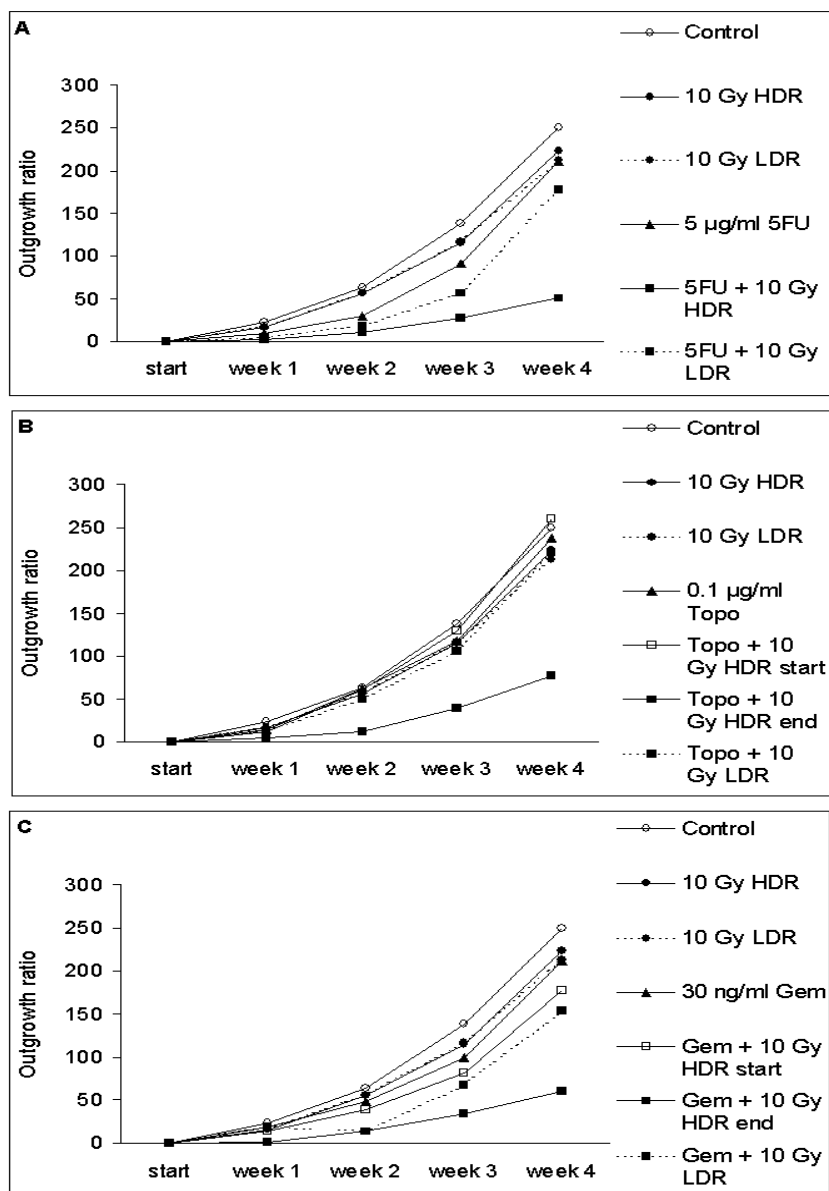 A
Control
10 Gy HDR
10 Gy LDR
5 µg/ml 5FU
5FU + 10 Gy
HDR
5FU + 10 Gy
LDR
Outgrowth ratio
300
250
200
150
100
50
0
start week 1 week 2 week 3 week 4
B
Control
10 Gy HDR
10 Gy LDR
0.1 µg/ml
Topo
Topo + 10
Gy HDR start
Topo + 10
Gy HDR end
Topo + 10
Gy LDR
Outgrowth ratio
300
250
200
150
100
50
0
start week 1 week 2 week 3 week 4
C
Control
10 Gy HDR
10 Gy LDR
30 ng/ml Gem
Gem + 10 Gy
HDR start
Gem + 10 Gy
HDR end
Gem + 10 Gy
LDR
Outgrowth ratio
300
250
200
150
100
50
0
start week 1 week 2 week 3 week 4